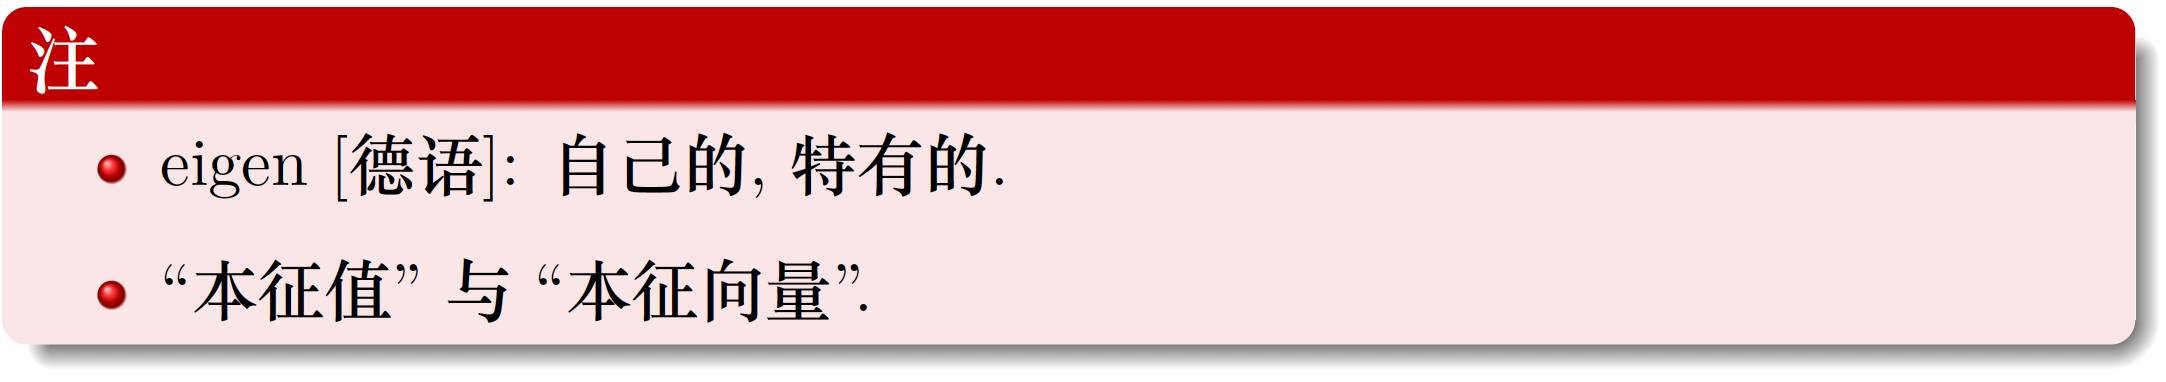 注
eigen [德语]: 自己的, 特有的.
“本征值” 与 “本征向量”.